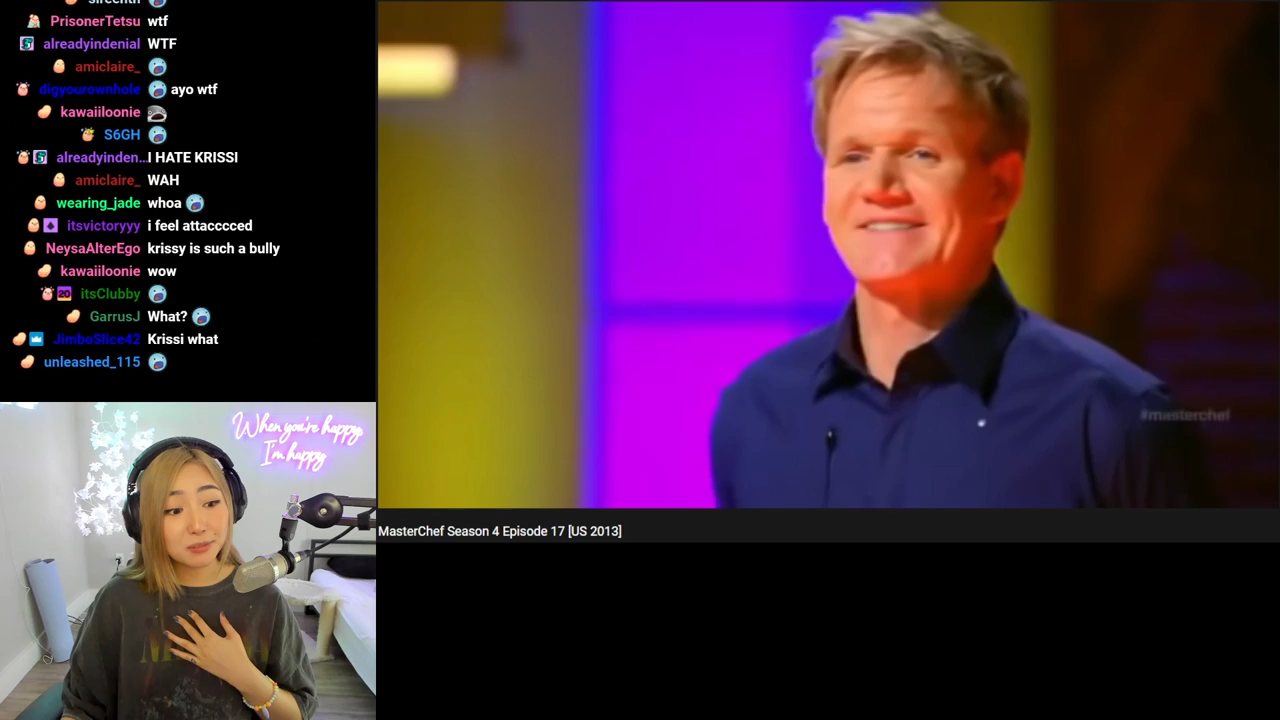 PrisonerTetsu wtf
alreadyindenial WTF
amiclaire_
digyourownhole ayo wtf
kawaiiloonie
S6GH
alreadyinden... I HATE KRISSI
amiclaire_ WAH
wearing_jade whoa
itsvictoryyy i feel attacccced
NeysaAlterEgo krissy is such a bully
kawaiiloonie wow
20 itsClubby
GarrusJ What?
JimboSlice42 Krissi what
unleashed_115
When you're happy
I'm happy
#masterchef
MasterChef Season 4 Episode 17 [US 2013]